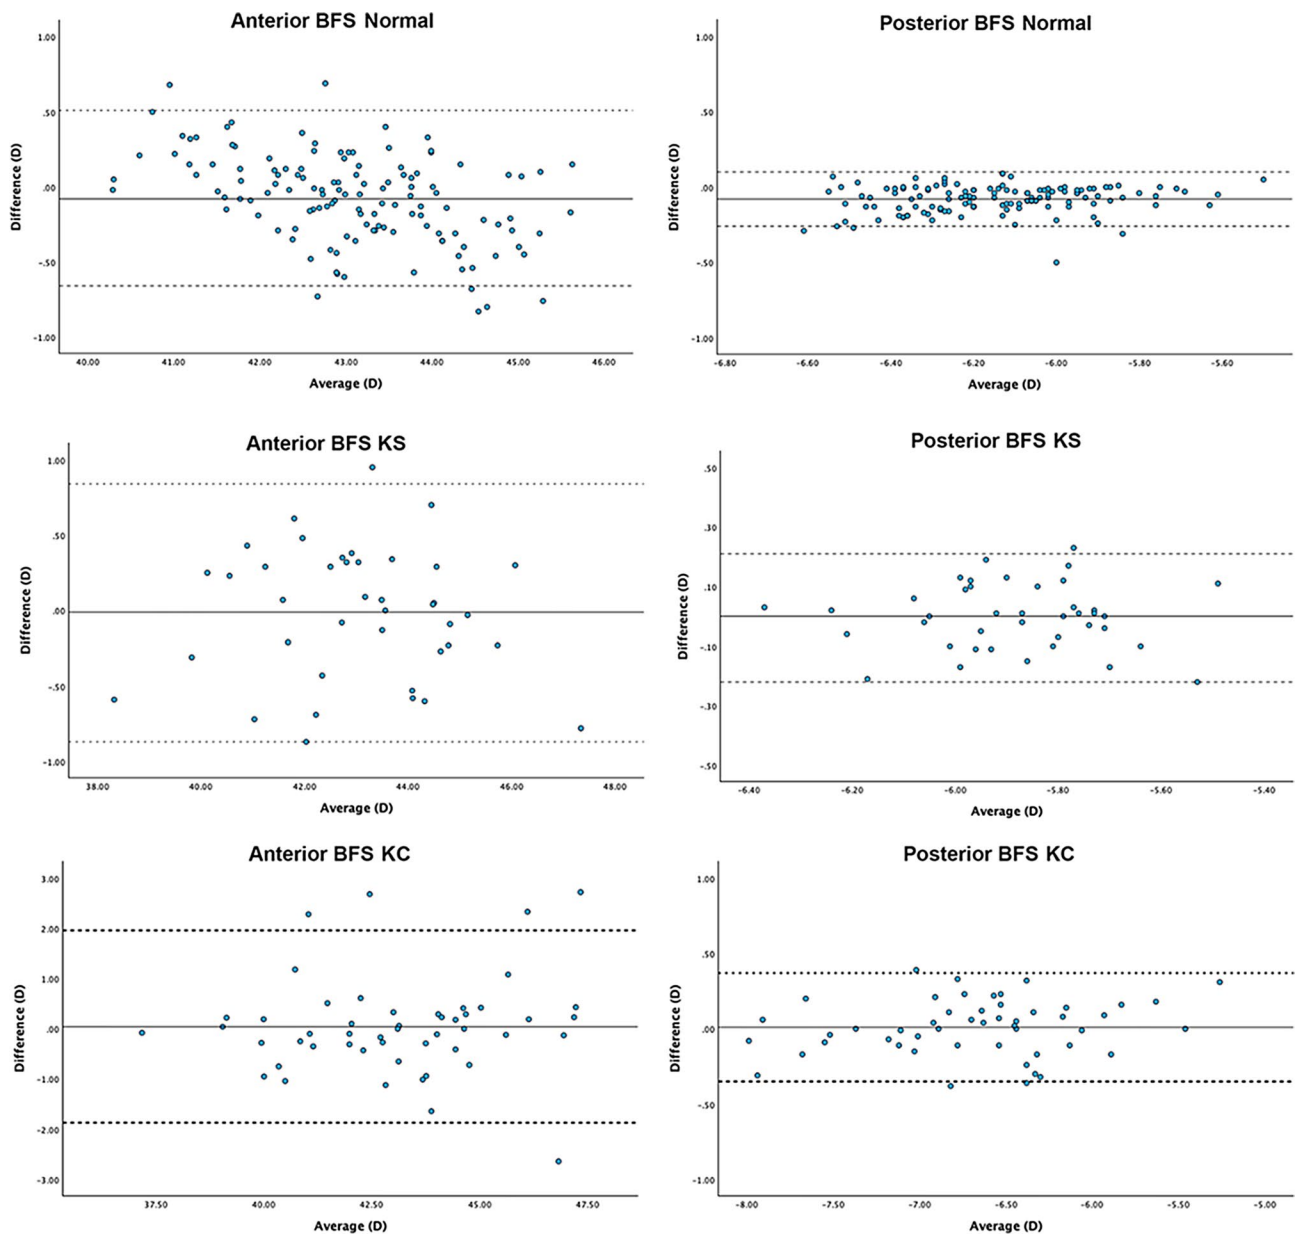 Anterior BFS Normal
1.00
.50
.00
-.50
-1.00
Difference (D)
40.00 41.00 42.00 43.00 44.00 45.00 46.00
Average (D)
Posterior BFS Normal
1.00
.50
.00
-.50
-1.00
Difference (D)
-6.80 -6.60 -6.40 -6.20 -6.00 -5.80 -5.60
Average (D)
Anterior BFS KS
1.00
.50
.00
-.50
-1.00
Difference (D)
38.00 40.00 42.00 44.00 46.00 48.00
Average (D)
Posterior BFS KS
.50
.30
.10
-.10
-.30
-.50
Difference (D)
-6.40 -6.20 -6.00 -5.80 -5.60 -5.40
Average (D)
Anterior BFS KC
3.00
2.00
1.00
.00
-1.00
-2.00
-3.00
Difference (D)
37.50 40.00 42.50 45.00 47.50
Average (D)
Posterior BFS KC
1.00
.50
.00
-.50
-1.00
Difference (D)
-8.00 -7.50 -7.00 -6.50 -6.00 -5.50 -5.00
Average (D)